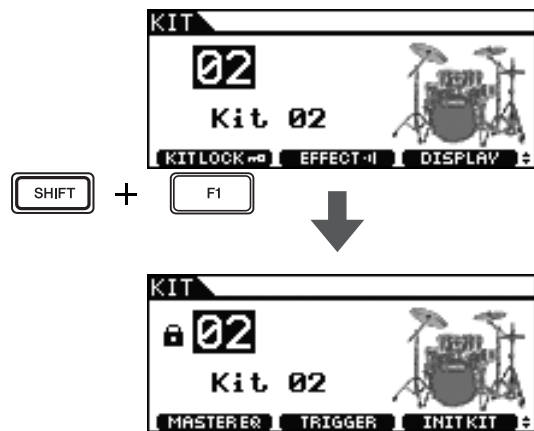 KIT
02
Kit 02
KITLOCK EFFECT DISPLAY
SHIFT + F1
KIT
02
Kit 02
MASTER EQ TRIGGER INIT KIT